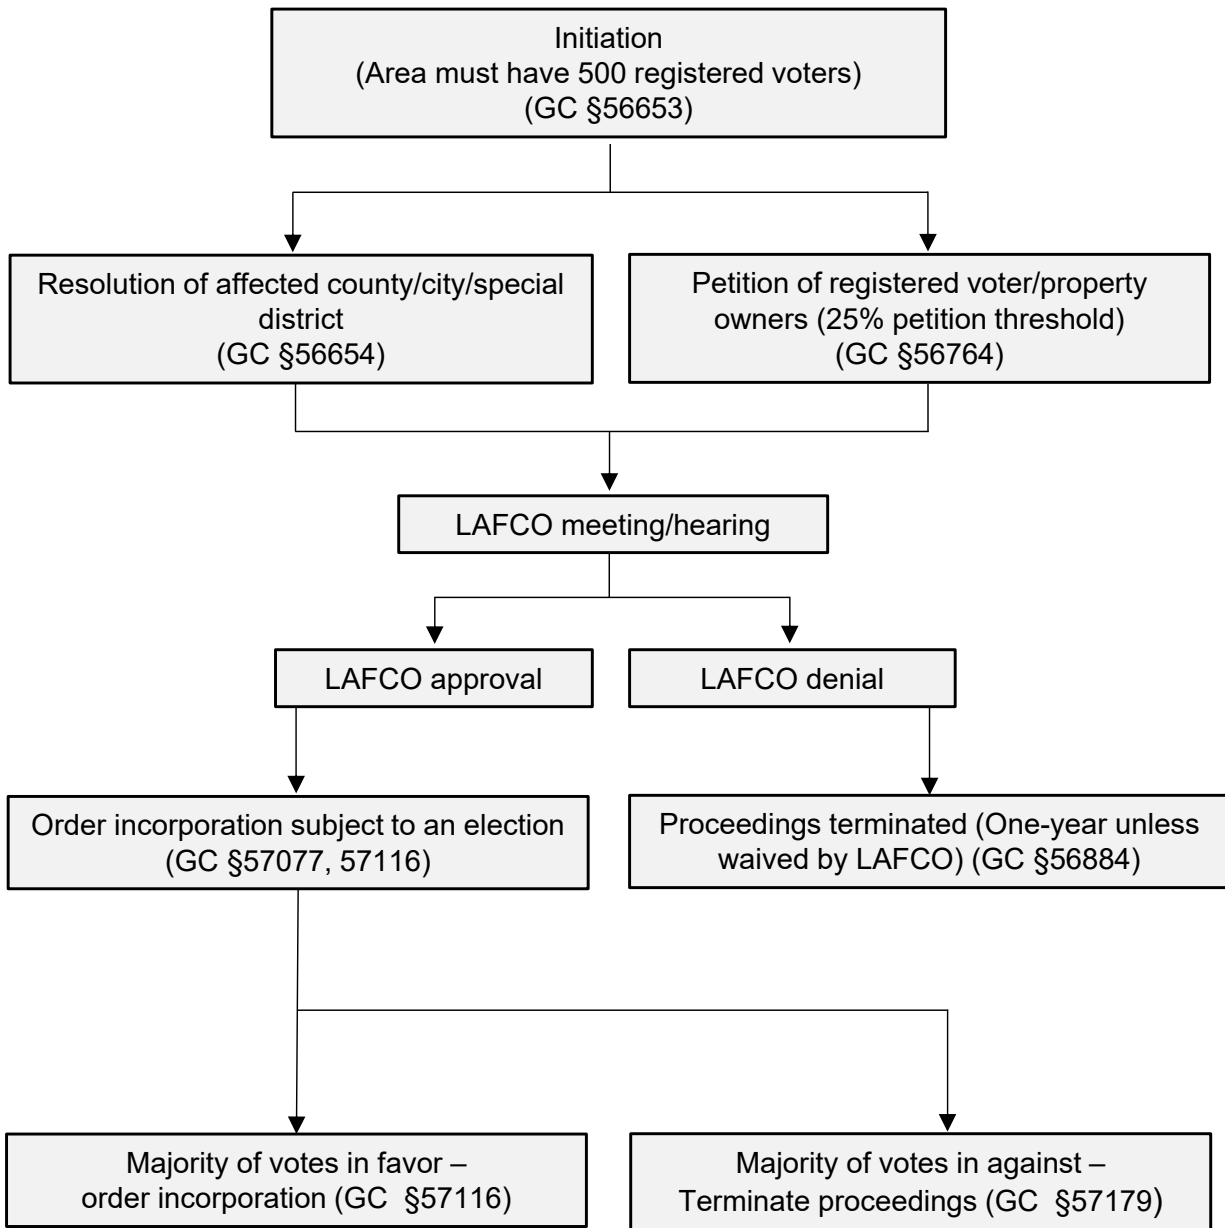 Initiation
(Area must have 500 registered voters)
(GC §56653)
Resolution of affected county/city/special
district
(GC §56654)
Petition of registered voter/property
owners (25% petition threshold)
(GC §56764)
LAFCO meeting/hearing
LAFCO approval
LAFCO denial
Order incorporation subject to an election
(GC §57077, 57116)
Proceedings terminated (One-year unless
waived by LAFCO) (GC §56884)
Majority of votes in favor –
order incorporation (GC §57116)
Majority of votes in against –
Terminate proceedings (GC §57179)